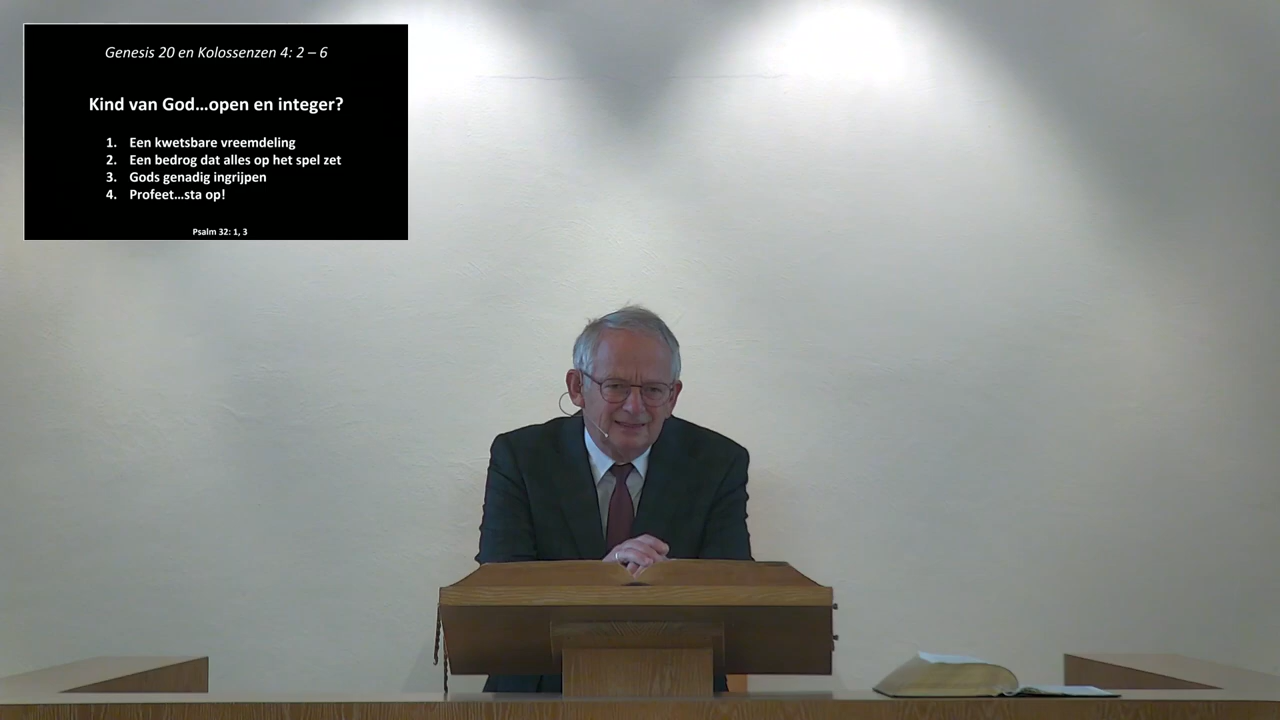 Genesis 20 en Kolossenzen 4: 2 – 6
Kind van God...open en integer?
1. Een kwetsbare vreemdeling
2. Een bedrog dat alles op het spel zet
3. Gods genadig ingrijpen
4. Profeet...sta op!
Psalm 32: 1, 3